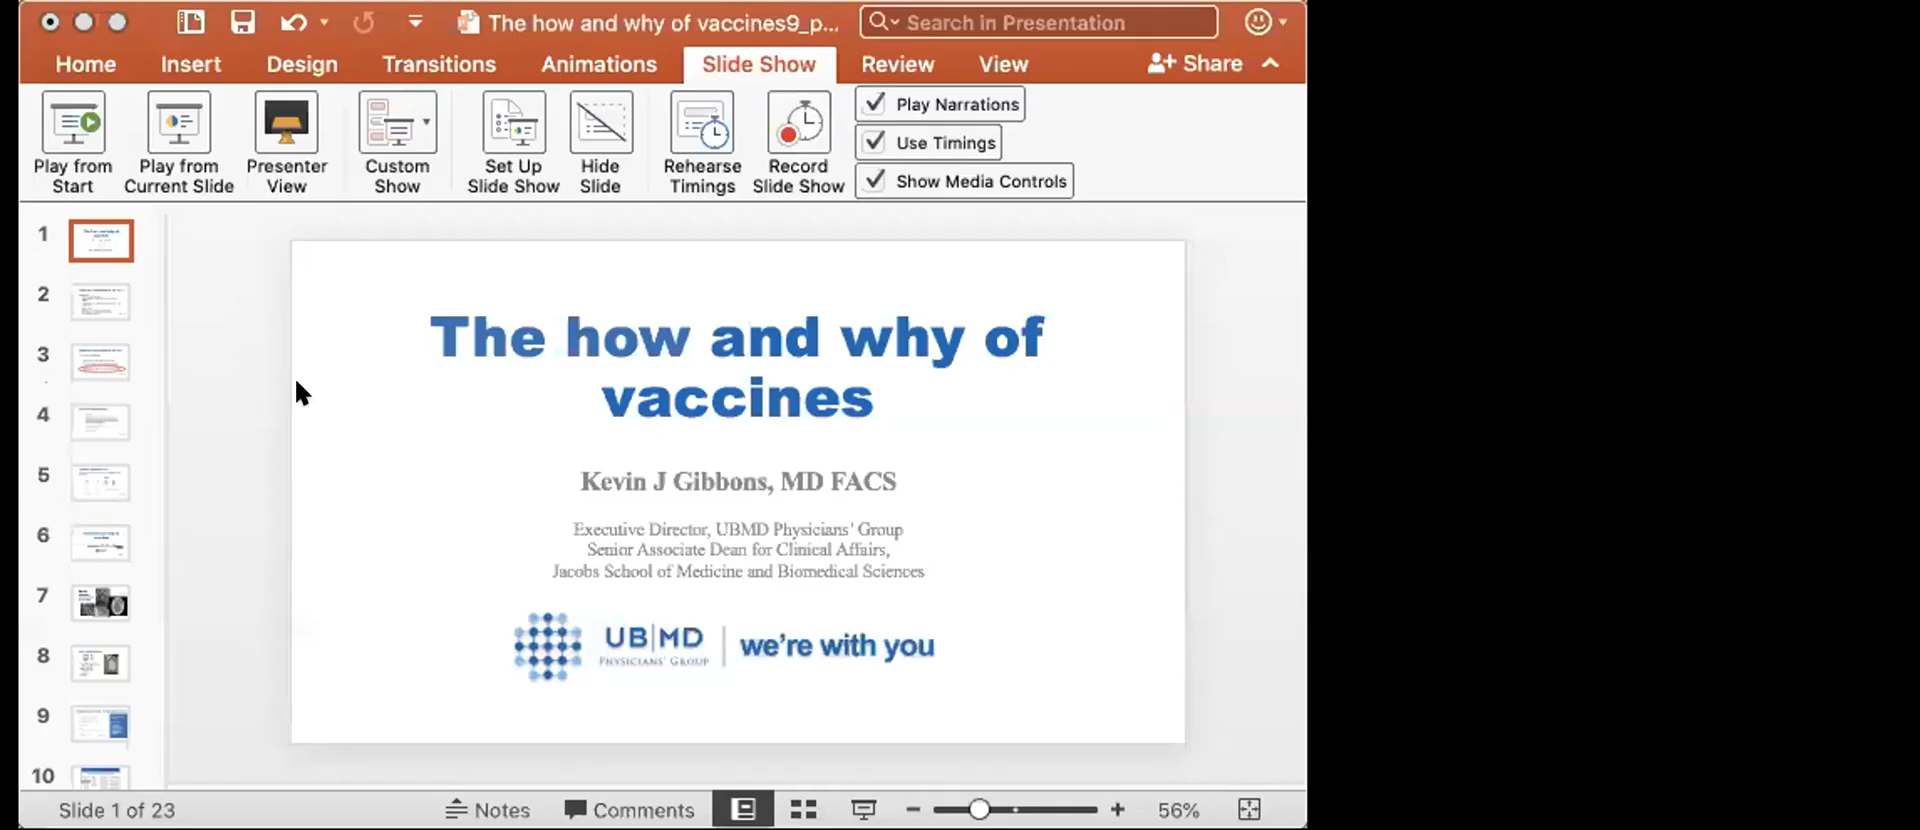 The how and why of vaccines9_p...
Search in Presentation
Home Insert Design Transitions Animations Slide Show Review View Share
Play from Start
Play from Current Slide
Presenter View
Custom Show
Set Up Slide Show
Hide Slide
Rehearse Timings
Record Slide Show
Play Narrations
Use Timings
Show Media Controls
1
2
3
4
5
6
7
8
9
10
The how and why of
vaccines
Kevin J Gibbons, MD FACS
Executive Director, UBMD Physicians' Group
Senior Associate Dean for Clinical Affairs,
Jacobs School of Medicine and Biomedical Sciences
UB|MD
PHYSICIANS' GROUP
we're with you
Slide 1 of 23 Notes Comments 56%